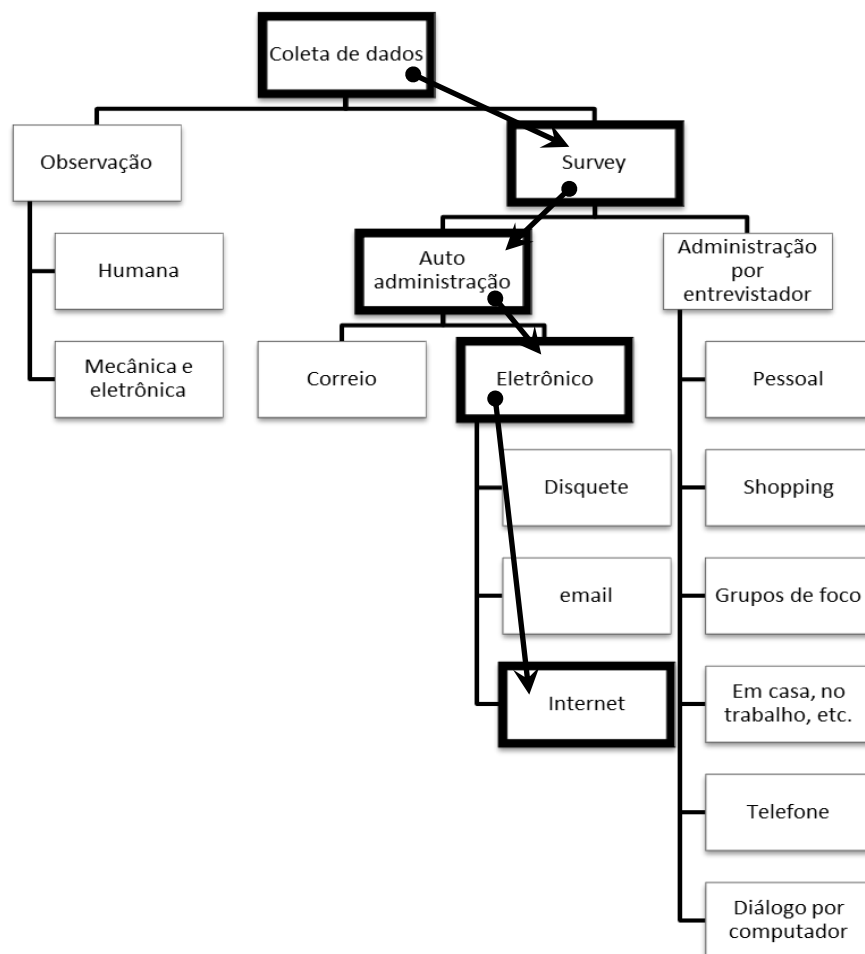 Coleta de dados
Observação
Survey
Humana
Mecânica e
eletrônica
Auto
administração
Administração
por
entrevistador
Correio
Eletrônico
Disquete
email
Internet
Pessoal
Shopping
Grupos de foco
Em casa, no
trabalho, etc.
Telefone
Diálogo por
computador